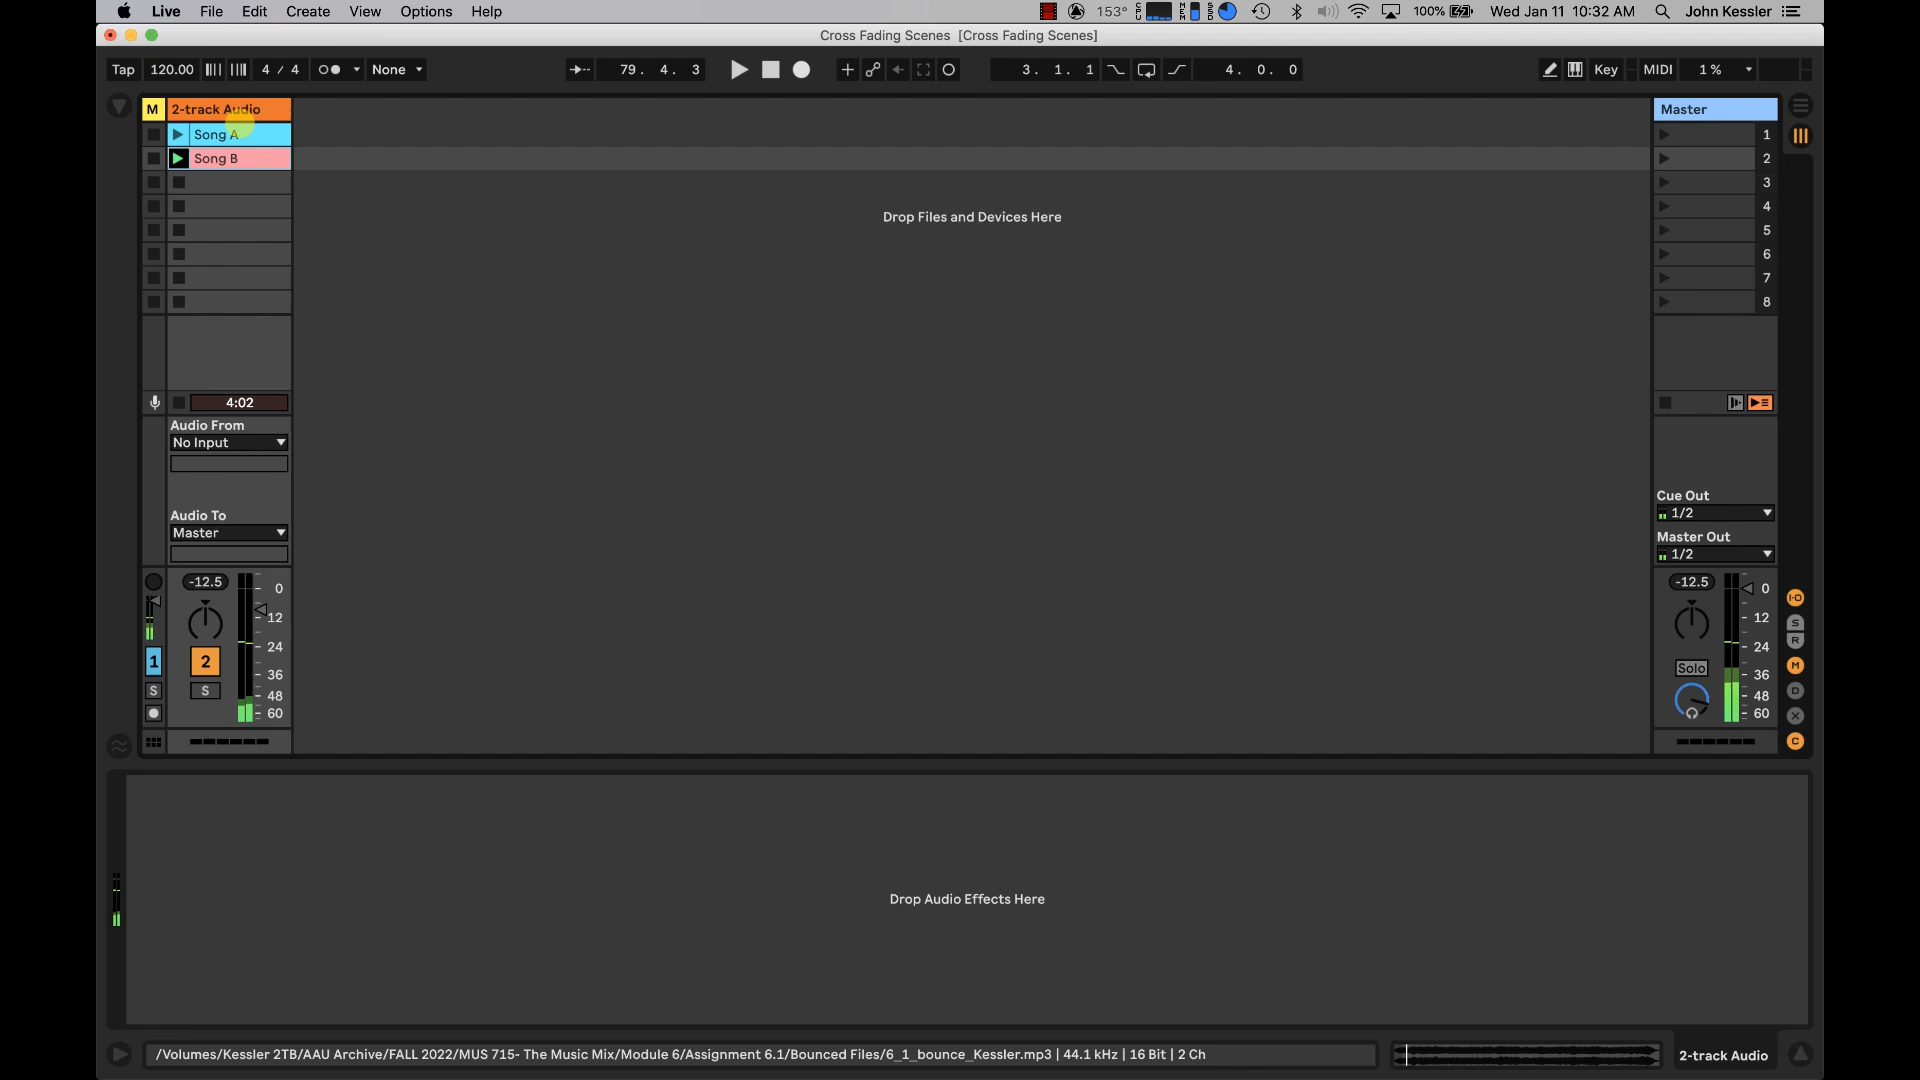 Live File Edit Create View Options Help
153° 100% Wed Jan 11 10:32 AM John Kessler
Cross Fading Scenes [Cross Fading Scenes]
Tap 120.00 4 / 4 None 79. 4. 3 3. 1. 1 4. 0. 0 Key MIDI 1 %
M 2-track Audio Master
Song A 1
Song B 2
3
4
Drop Files and Devices Here
5
6
7
8
4:02
Audio From
No Input
Cue Out
1/2
Audio To
Master
Master Out
1/2
-12.5 0
12
24
36
48
60
1 2
S S
-12.5 0
12
24
Solo 36
48
60
I·O
S
R
M
D
X
C
Drop Audio Effects Here
/Volumes/Kessler 2TB/AAU Archive/FALL 2022/MUS 715- The Music Mix/Module 6/Assignment 6.1/Bounced Files/6_1_bounce_Kessler.mp3 | 44.1 kHz | 16 Bit | 2 Ch
2-track Audio